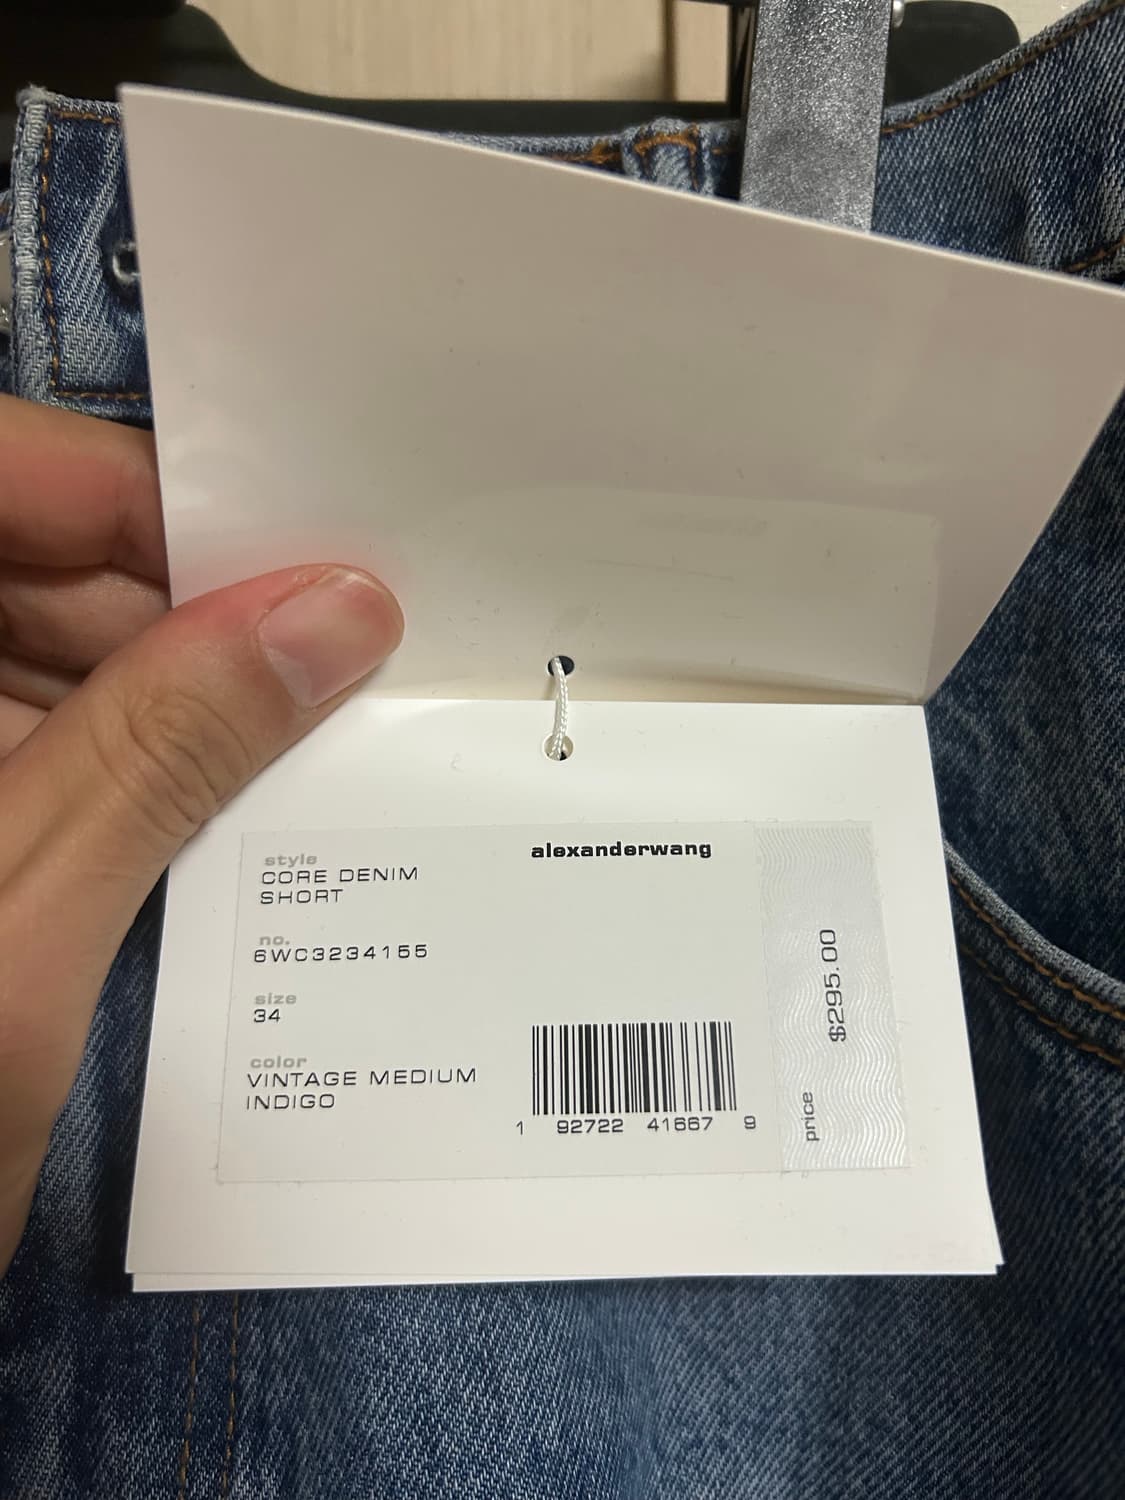 alexanderwang
style
CORE DENIM
SHORT
no.
6WC3234155
size
34
color
VINTAGE MEDIUM
INDIGO
1 92722 41667 9
price $295.00